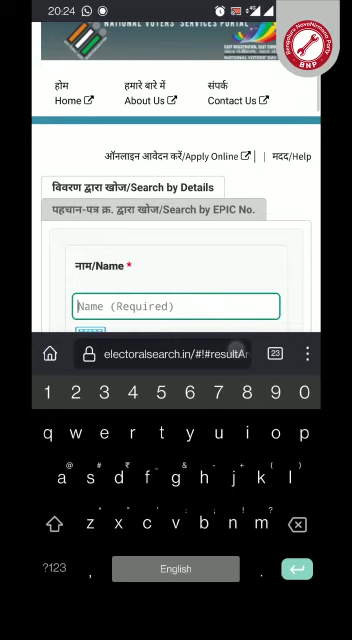 20:24
NATIONAL VOTERS' SERVICES PORTAL
BNP
होम
Home
हमारे बारे में
About Us
संपर्क
Contact Us
ऑनलाइन आवेदन करें/Apply Online | | मदद/Help
विवरण द्वारा खोज/Search by Details
पहचान-पत्र क्र. द्वारा खोज/Search by EPIC No.
नाम/Name *
Name (Required)
electoralsearch.in/#!#resultAr
23
1 2 3 4 5 6 7 8 9 0
q w e r t y u i o p
@ # ₹ _ & - + ( )
a s d f g h j k l
* " ' : ; ! ?
z x c v b n m
?123 , English .